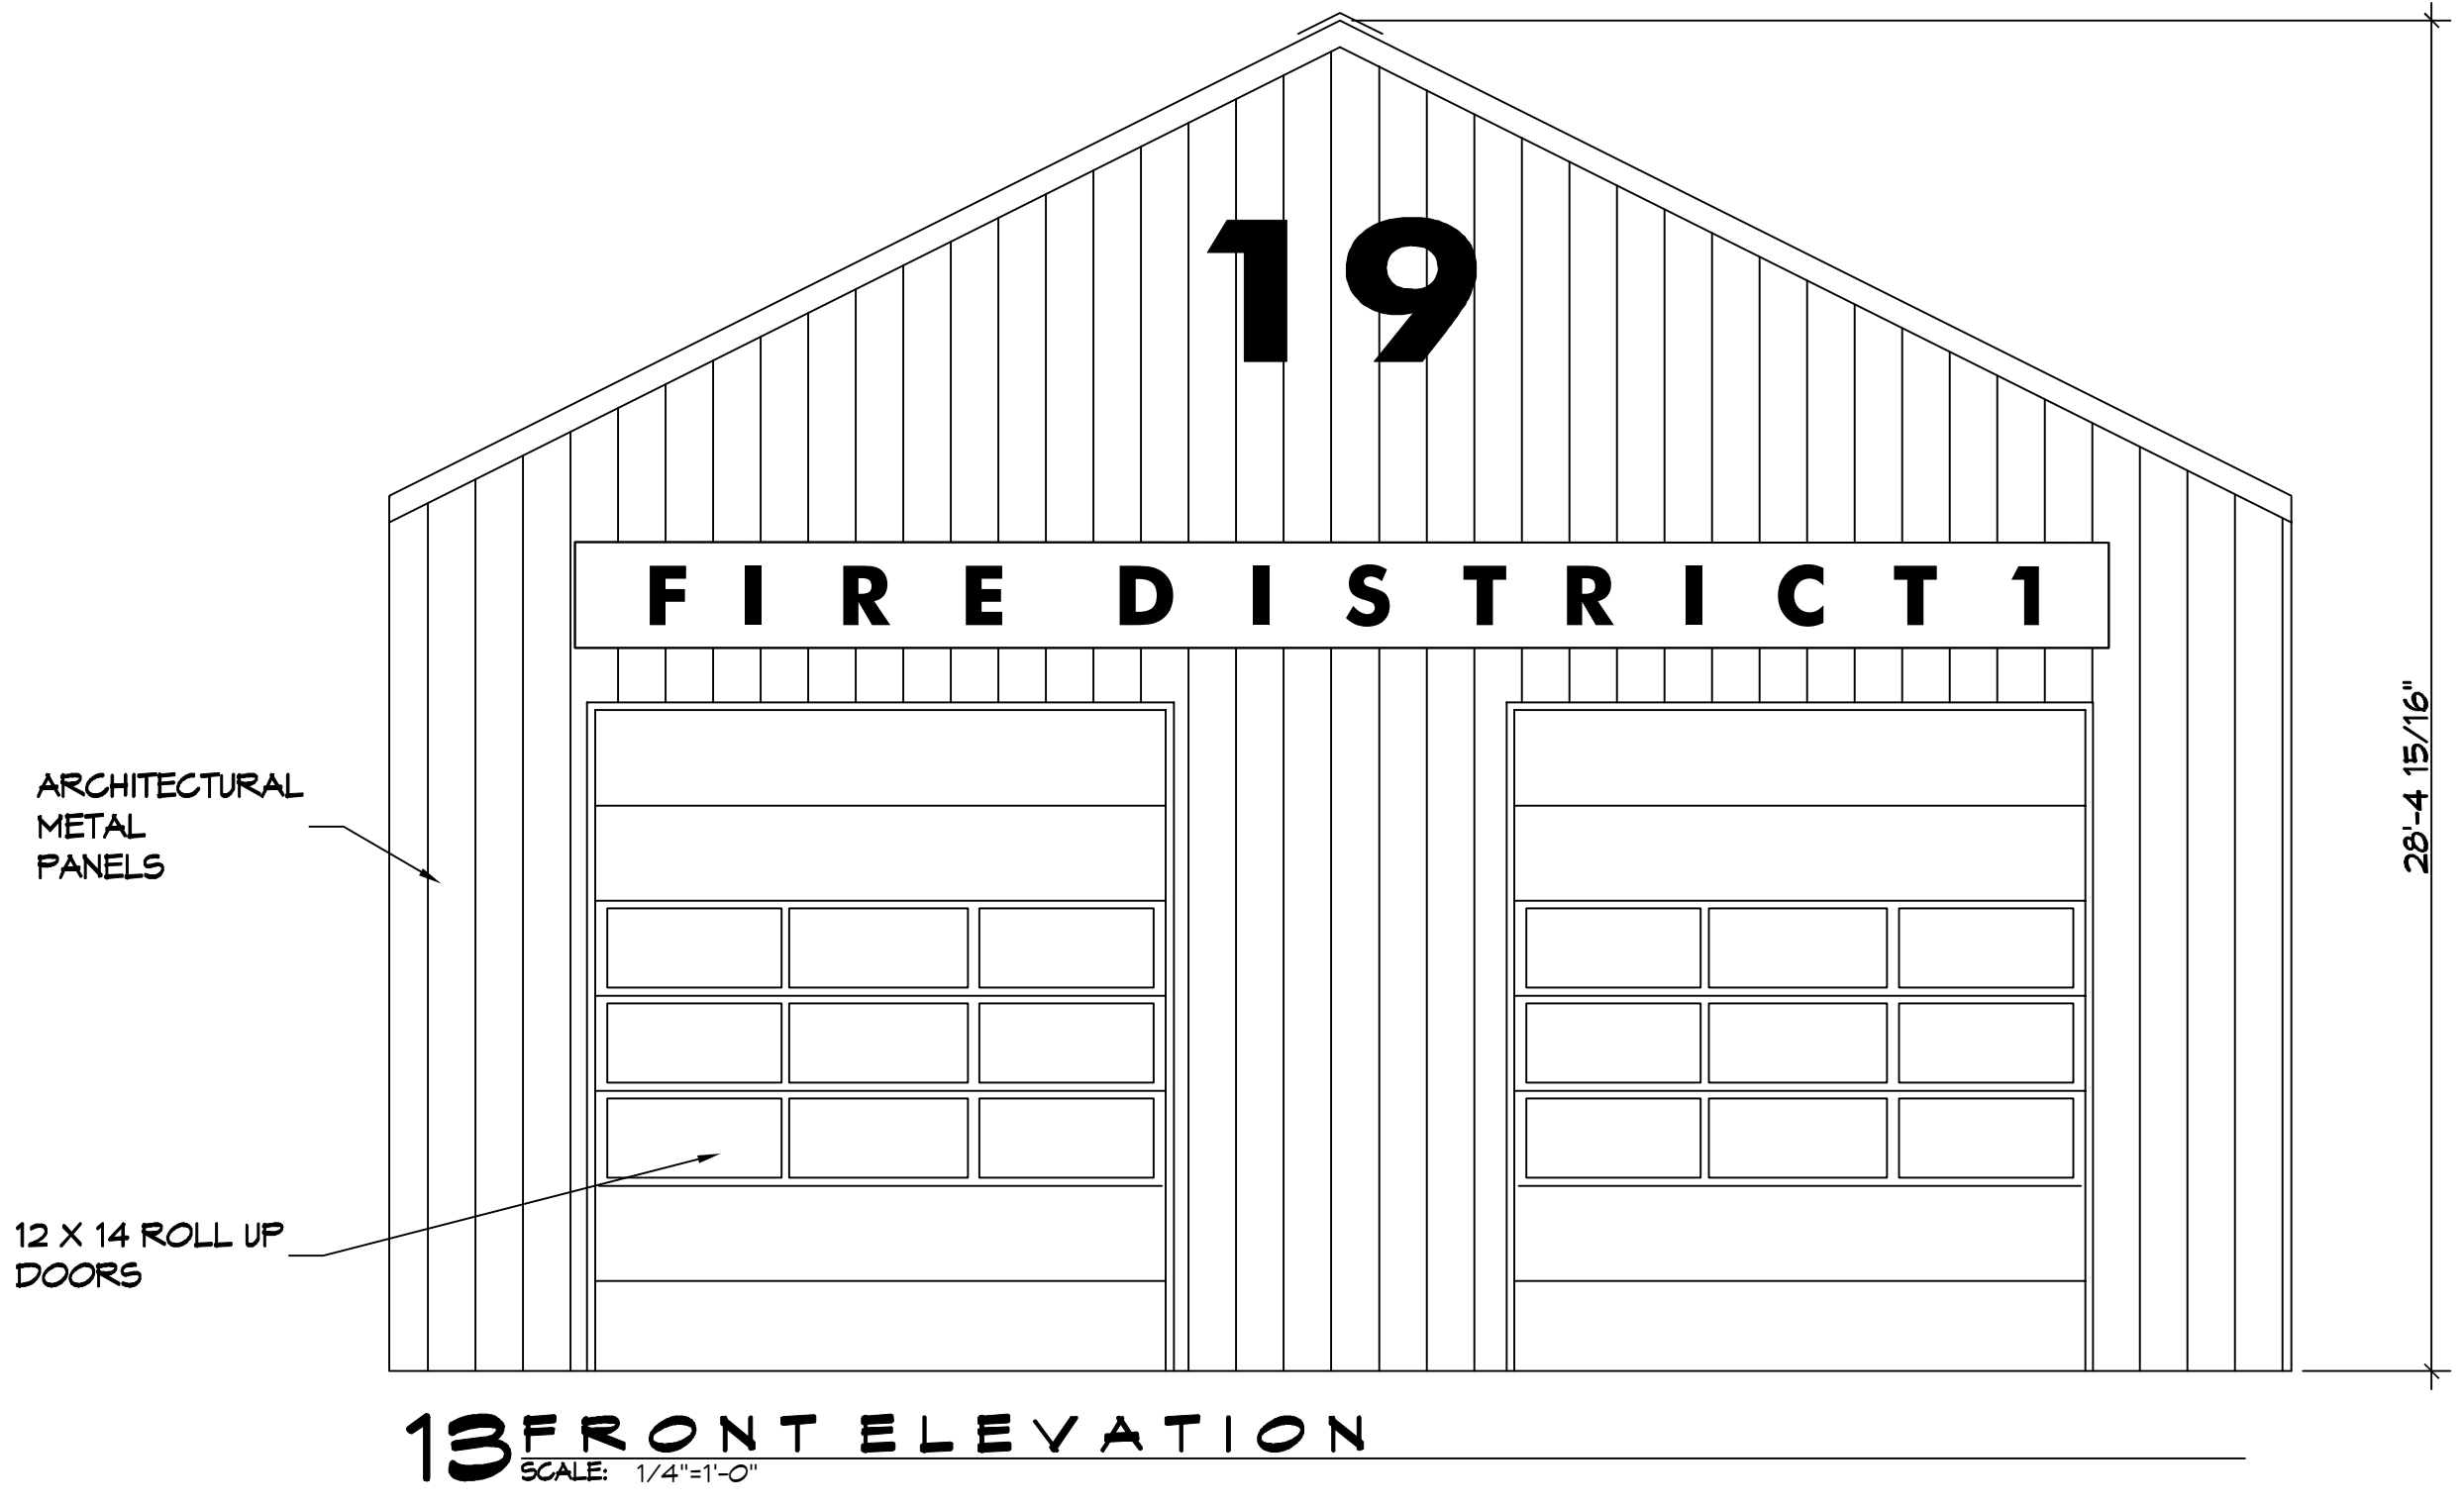 19
FIRE DISTRICT 1
ARCHITECTURAL
METAL
PANELS
28'-4 15/16"
12 X 14 ROLL UP
DOORS
13 FRONT ELEVATION
SCALE: 1/4"=1'-0"